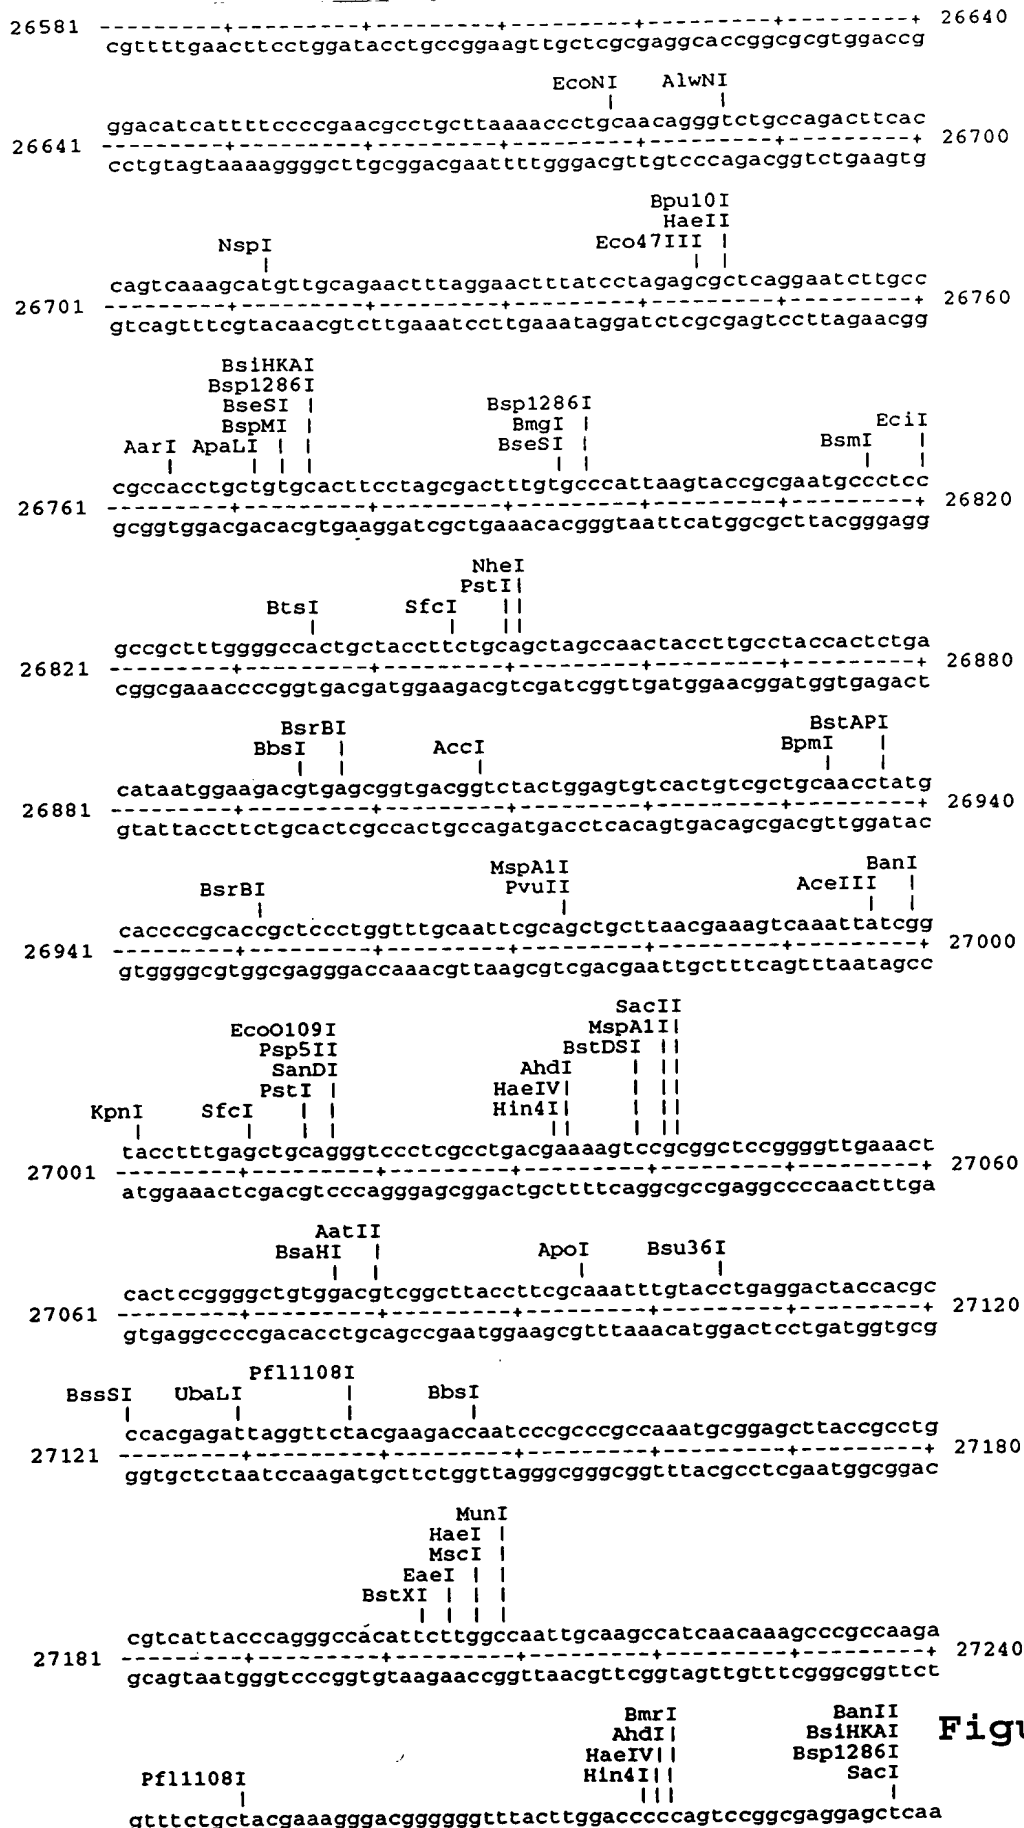 26581 ---------+---------+---------+---------+---------+---------+ 26640
cgttttgaacttcctggatacctgccggaagttgctcgcgaggcaccggcgcgtggaccg
EcoNI AlwNI
ggacatcattttccccgaacgcctgcttaaaaccctgcaacagggtctgccagacttcac
26641 ---------+---------+---------+---------+---------+---------+ 26700
cctgtagtaaaaggggcttgcggacgaattttgggacgttgtcccagacggtctgaagtg
Bpu10I
HaeII
NspI Eco47III
cagtcaaagcatgttgcagaactttaggaactttatcctagagcgctcaggaatcttgcc
26701 ---------+---------+---------+---------+---------+---------+ 26760
gtcagtttcgtacaacgtcttgaaatccttgaaataggatctcgcgagtccttagaacgg
BsiHKAI
Bsp1286I
BseSI Bsp1286I
BspMI BmgI EciI
AarI ApaLI BseSI BsmI
cgccacctgctgtgcacttcctagcgactttgtgcccattaagtaccgcgaatgccctcc
26761 ---------+---------+---------+---------+---------+---------+ 26820
gcggtggacgacacgtgaaggatcgctgaaacacgggtaattcatggcgcttacgggagg
NheI
PstI
BtsI SfcI
gccgctttggggccactgctaccttctgcagctagccaactaccttgcctaccactctga
26821 ---------+---------+---------+---------+---------+---------+ 26880
cggcgaaaccccggtgacgatggaagacgtcgatcggttgatggaacggatggtgagact
BsrBI BstAPI
BbsI AccI BpmI
cataatggaagacgtgagcggtgacggtctactggagtgtcactgtcgctgcaacctatg
26881 ---------+---------+---------+---------+---------+---------+ 26940
gtattaccttctgcactcgccactgccagatgacctcacagtgacagcgacgttggatac
MspA1I BanI
BsrBI PvuII AceIII
caccccgcaccgctccctggtttgcaattcgcagctgcttaacgaaagtcaaattatcgg
26941 ---------+---------+---------+---------+---------+---------+ 27000
gtggggcgtggcgagggaccaaacgttaagcgtcgacgaattgctttcagtttaatagcc
SacII
EcoO109I MspA1I
Psp5II BstDSI
SanDI AhdI
PstI HaeIV
KpnI SfcI Hin4I
tacctttgagctgcagggtccctcgcctgacgaaaagtccgcggctccggggttgaaact
27001 ---------+---------+---------+---------+---------+---------+ 27060
atggaaactcgacgtcccagggagcggactgcttttcaggcgccgaggccccaactttga
AatII
BsaHI ApoI Bsu36I
cactccggggctgtggacgtcggcttaccttcgcaaatttgtacctgaggactaccacgc
27061 ---------+---------+---------+---------+---------+---------+ 27120
gtgaggccccgacacctgcagccgaatggaagcgtttaaacatggactcctgatggtgcg
Pfl1108I
BssSI UbaLI BbsI
ccacgagattaggttctacgaagaccaatcccgcccgccaaatgcggagcttaccgcctg
27121 ---------+---------+---------+---------+---------+---------+ 27180
ggtgctctaatccaagatgcttctggttagggcgggcggtttacgcctcgaatggcggac
MunI
HaeI
MscI
EaeI
BstXI
cgtcattacccagggccacattcttggccaattgcaagccatcaacaaagcccgccaaga
27181 ---------+---------+---------+---------+---------+---------+ 27240
gcagtaatgggtcccggtgtaagaaccggttaacgttcggtagttgtttcgggcggttct
BmrI BanII
AhdI BsiHKAI
HaeIV Bsp1286I
Pfl1108I Hin4I SacI
gtttctgctacgaaagggacggggggtttacttggacccccagtccggcgaggagctcaa